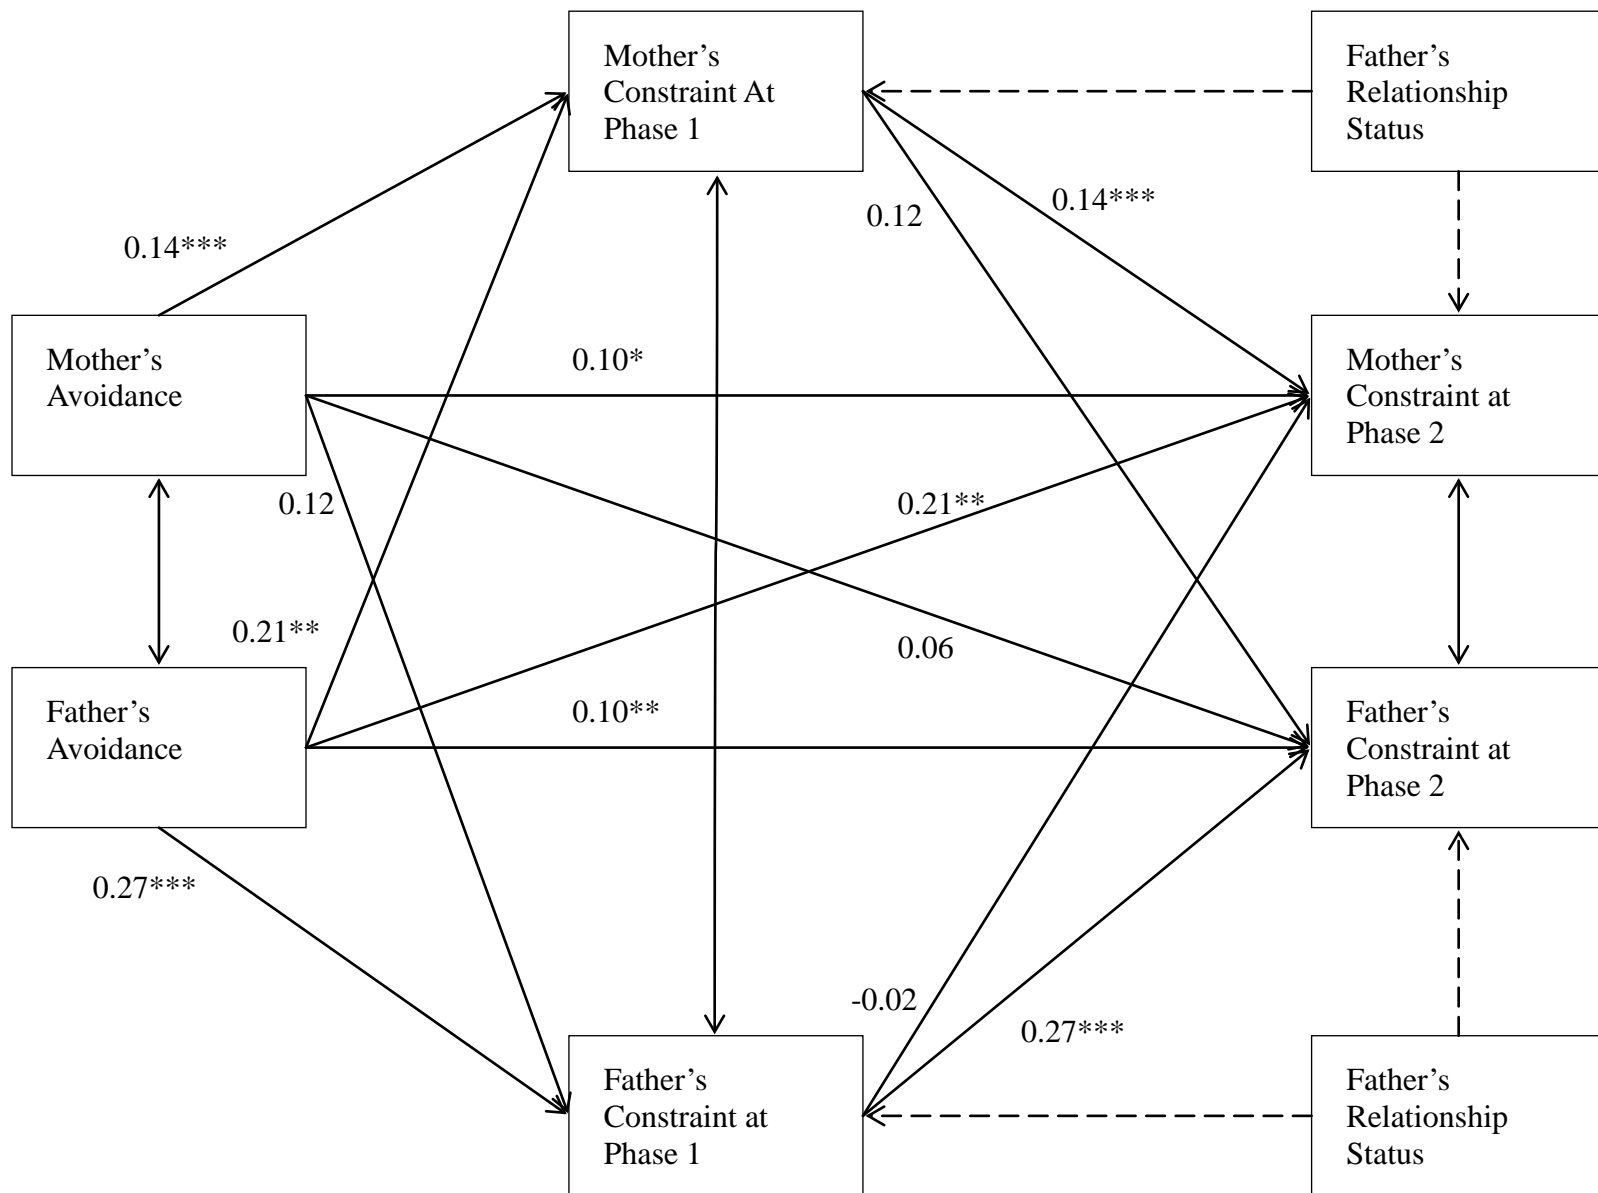 Mother’s
Constraint At
Phase 1
Father’s
Relationship
Status
0.14***
0.12
0.14***
Mother’s
Avoidance
0.10*
Mother’s
Constraint at
Phase 2
0.12
0.21**
0.21**
0.06
Father’s
Avoidance
0.10**
Father’s
Constraint at
Phase 2
0.27***
-0.02
0.27***
Father’s
Constraint at
Phase 1
Father’s
Relationship
Status